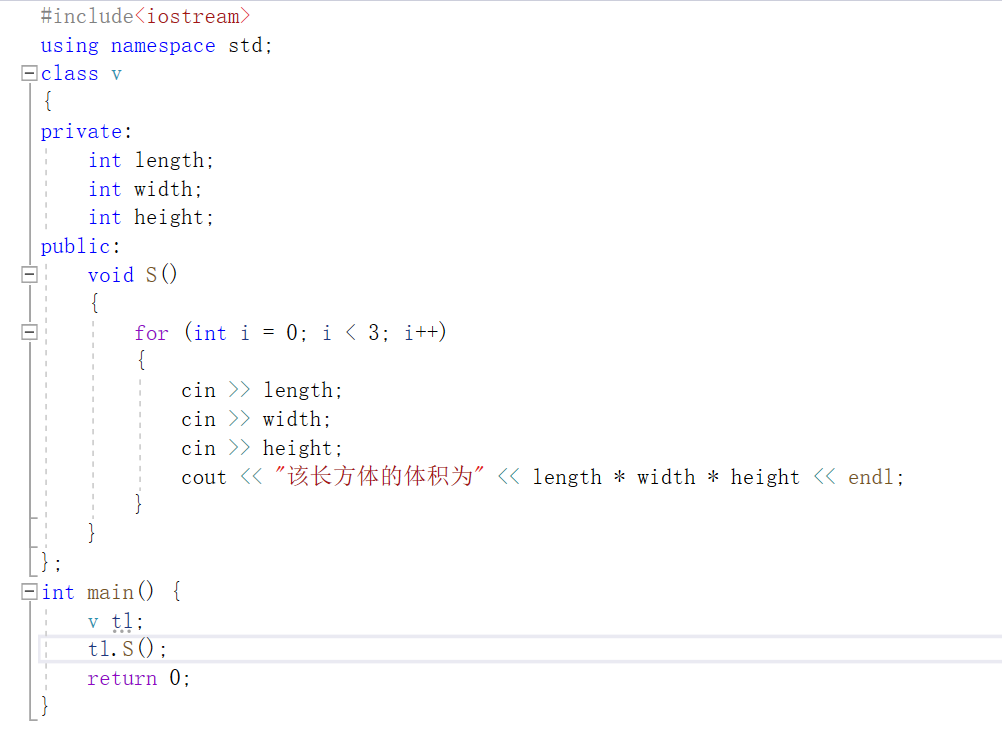 #include<iostream>
using namespace std;
class v
{
private:
    int length;
    int width;
    int height;
public:
    void S()
    {
        for (int i = 0; i < 3; i++)
        {
            cin >> length;
            cin >> width;
            cin >> height;
            cout << "该长方体的体积为" << length * width * height << endl;
        }
    }
};
int main() {
    v tl;
    tl.S();
    return 0;
}